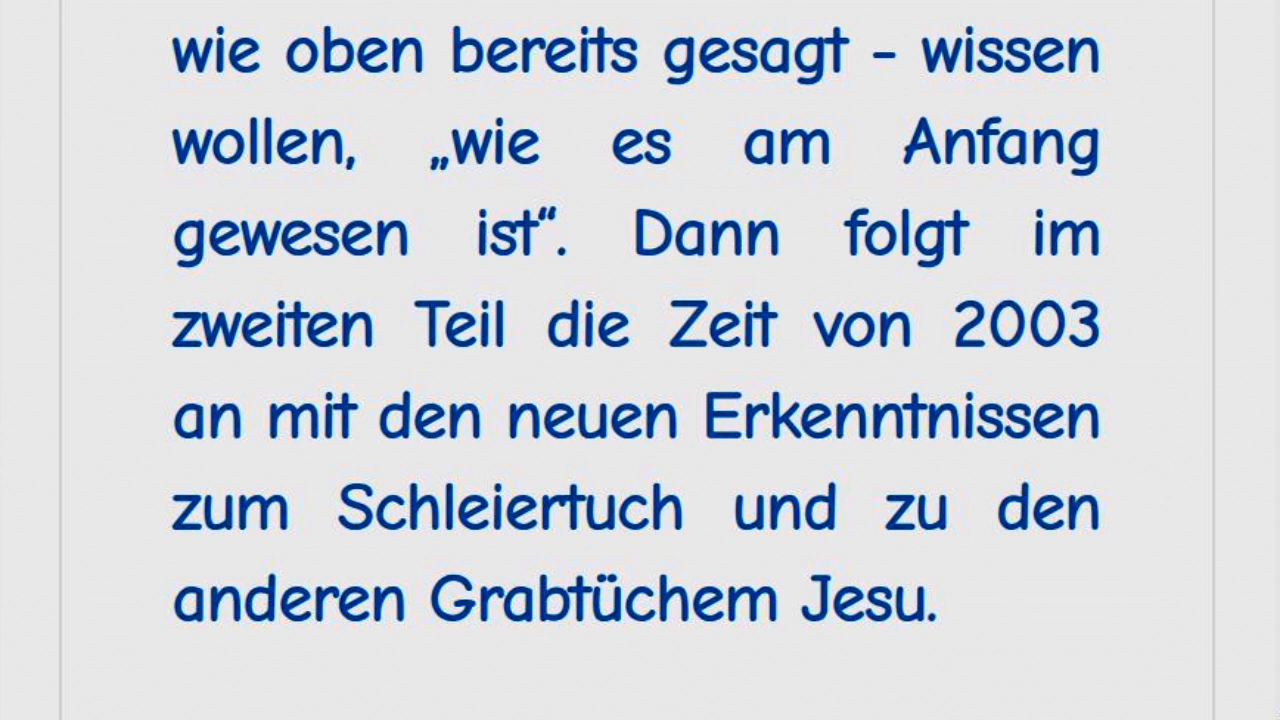 wie oben bereits gesagt - wissen
wollen, „wie es am Anfang
gewesen ist“. Dann folgt im
zweiten Teil die Zeit von 2003
an mit den neuen Erkenntnissen
zum Schleiertuch und zu den
anderen Grabtüchem Jesu.